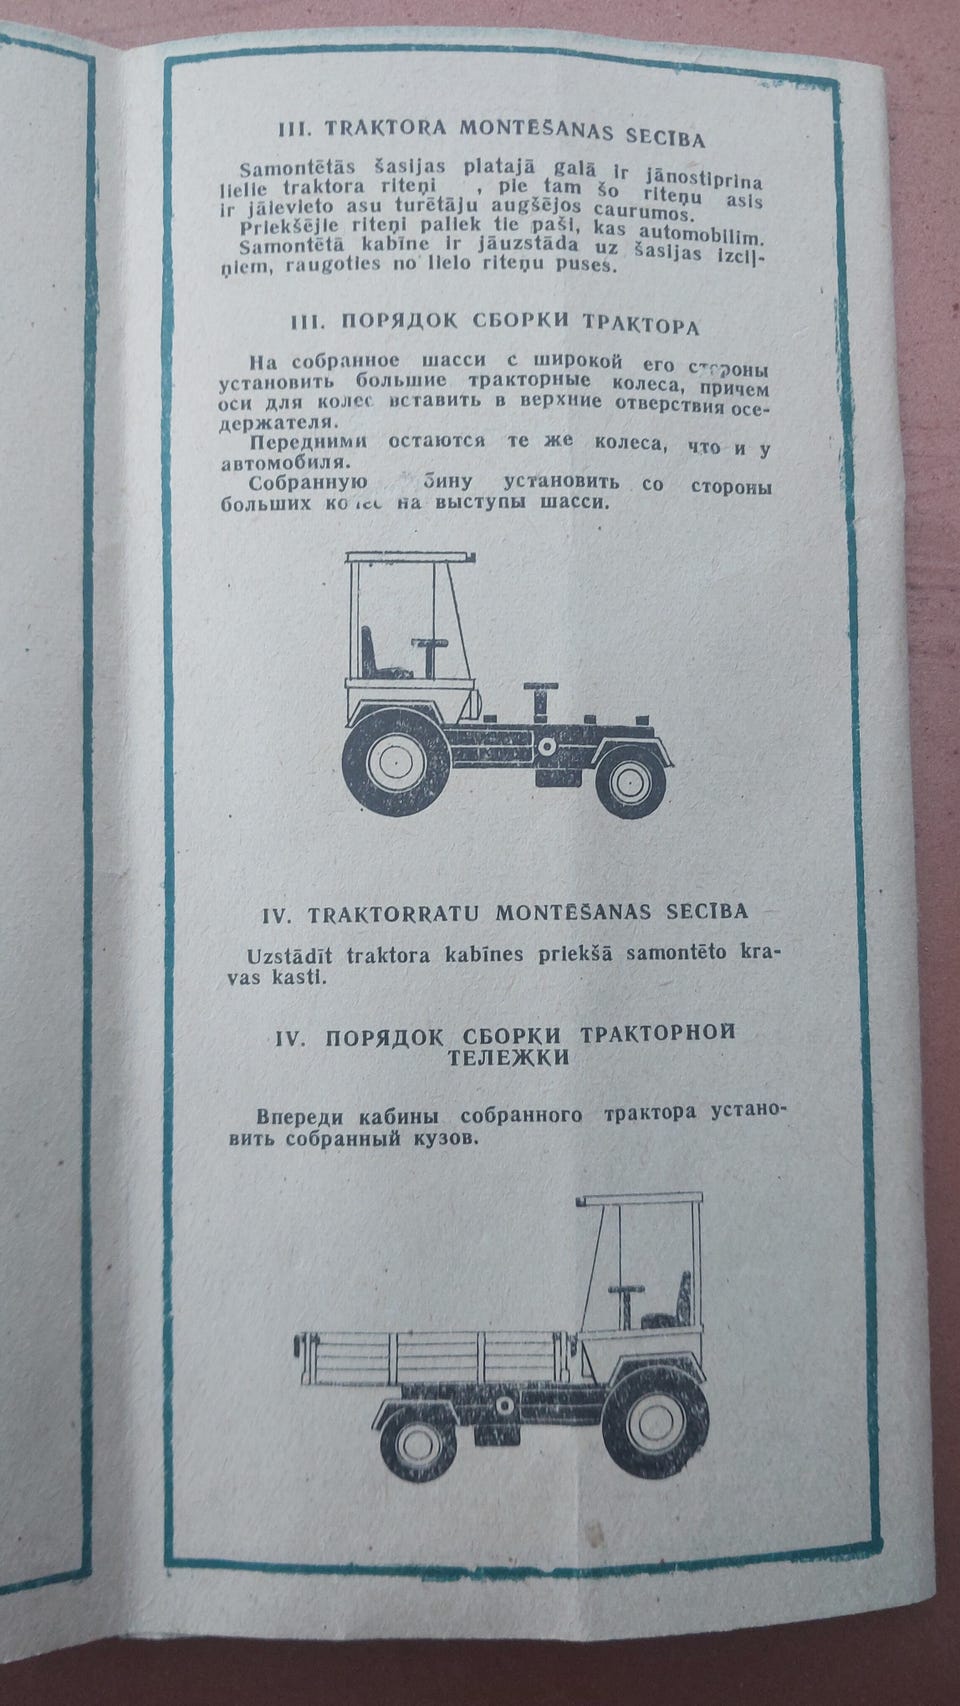 III. TRAKTORA MONTĒŠANAS SECĪBA
Samontētās šasijas platajā galā ir jānostiprina
lielie traktora riteņi , pie tam šo riteņu asis
ir jāievieto asu turētāju augšējos caurumos.
Priekšējie riteņi paliek tie paši, kas automobilim.
Samontētā kabīne ir jāuzstāda uz šasijas izciļ-
ņiem, raugoties no lielo riteņu puses.
III. ПОРЯДОК СБОРКИ ТРАКТОРА
На собранное шасси с широкой его стороны
установить большие тракторные колеса, причем
оси для колес вставить в верхние отверствия осе-
держателя.
Передними остаются те же колеса, что и у
автомобиля.
Собранную бину установить со стороны
больших колес на выступы шасси.
IV. TRAKTORRATU MONTĒŠANAS SECĪBA
Uzstādīt traktora kabīnes priekšā samontēto kra-
vas kasti.
IV. ПОРЯДОК СБОРКИ ТРАКТОРНОЙ
ТЕЛЕЖКИ
Впереди кабины собранного трактора устано-
вить собранный кузов.